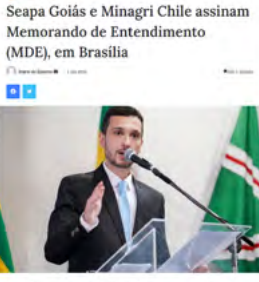 Seapa Goiás e Minagri Chile assinam
Memorando de Entendimento
(MDE), em Brasília